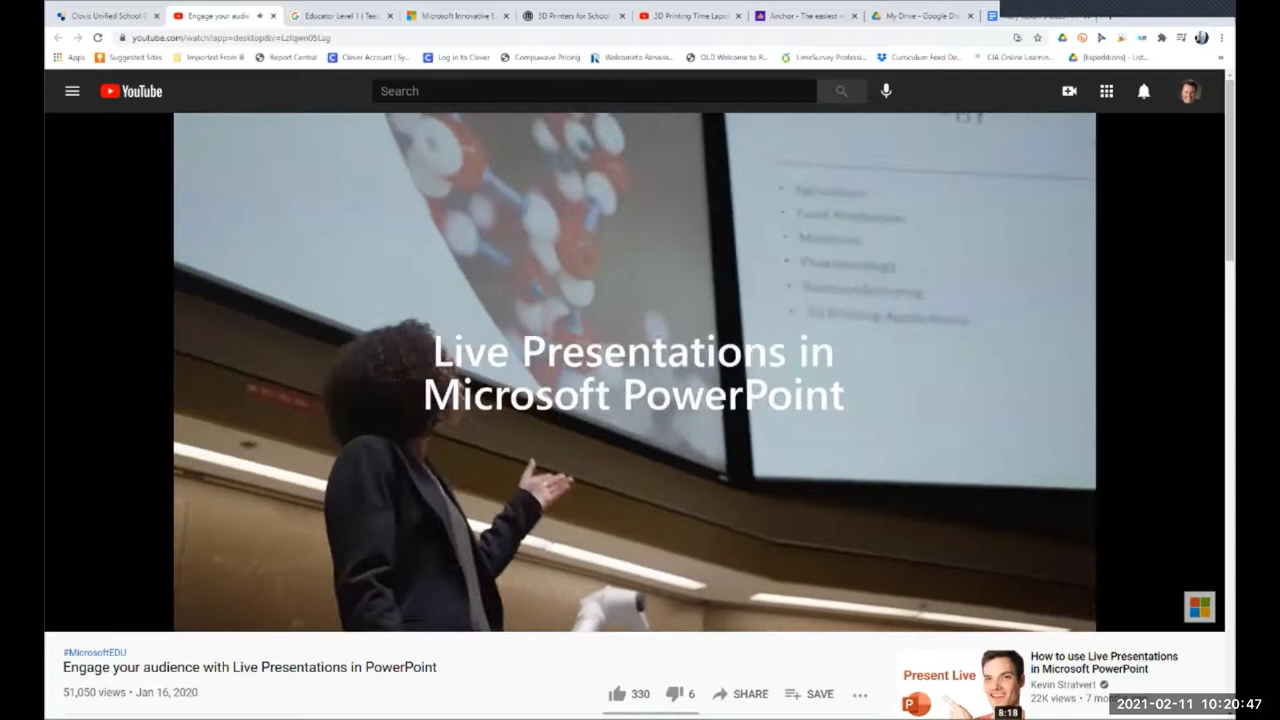 Clovis Unified School D
Engage your audien
Educator Level 1 | Teac
Microsoft Innovative E
3D Printers for School
3D Printing Time Laps
Anchor - The easiest w
My Drive - Google Dri
youtube.com/watch?app=desktop&v=
Apps
Suggested Sites
Imported From IE
Report Central
Clever Account | Sy...
Log in to Clever
Compuwave Pricing
Welcome to Renaiss...
OLD Welcome to R...
LimeSurvey Professi...
Curriculum Feed Do...
CIA Online Learnin...
[Expeditions] - List...
»
YouTube
Search
Live Presentations in
Microsoft PowerPoint
#MicrosoftEDU
Engage your audience with Live Presentations in PowerPoint
51,050 views • Jan 16, 2020
330
6
SHARE
SAVE
Present Live
8:18
How to use Live Presentations
in Microsoft PowerPoint
Kevin Stratvert
22K views • 7
2021-02-11 10:20:47